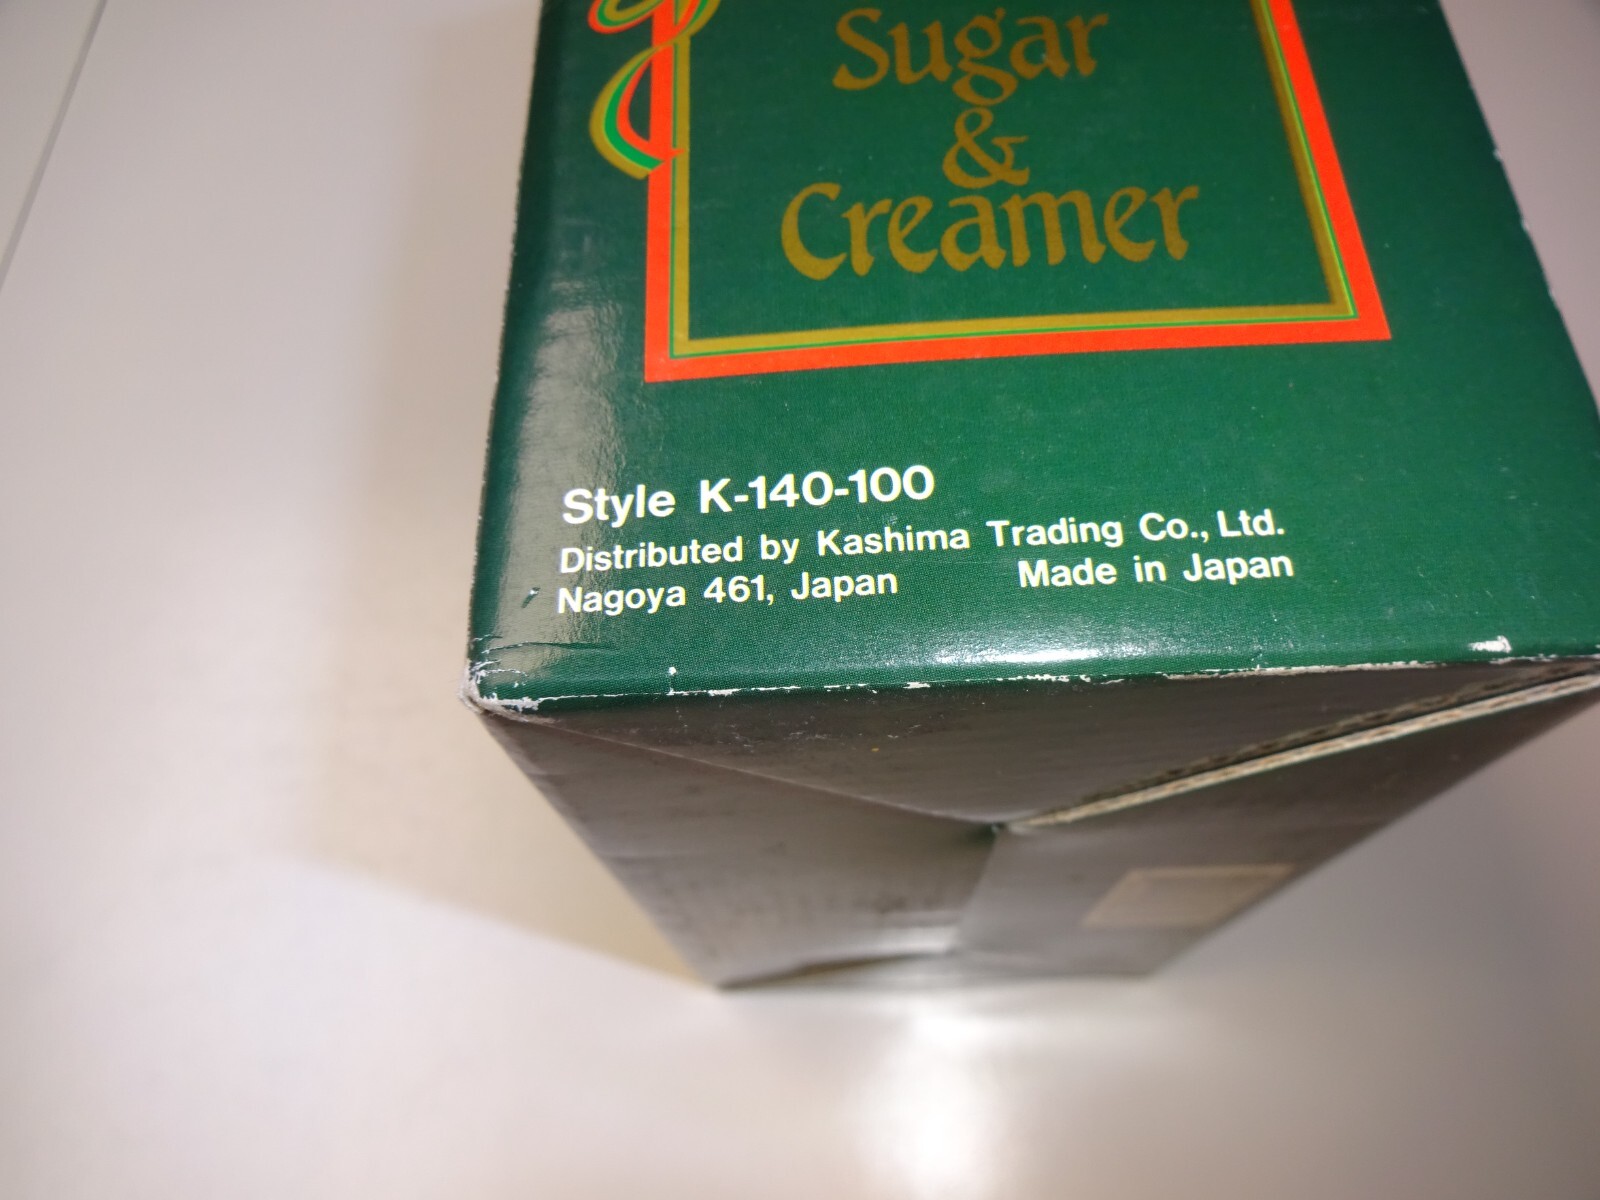 Sugar
&
Creamer
Style K-140-100
Distributed by Kashima Trading Co., Ltd.
Nagoya 461, Japan Made in Japan